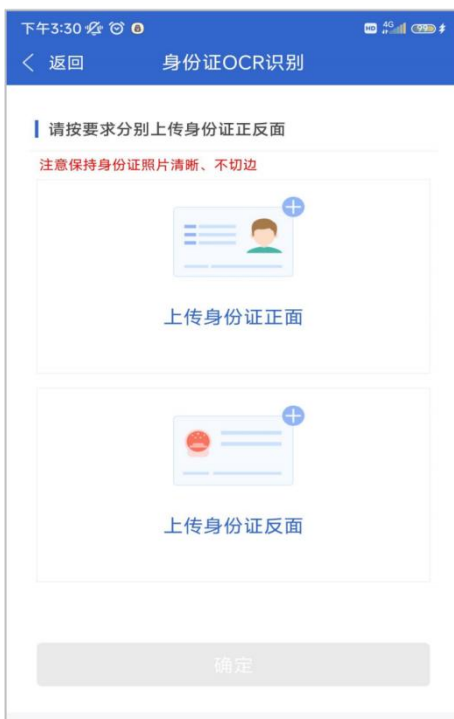 下午3:30
HD 4G 99
返回 身份证OCR识别
请按要求分别上传身份证正反面
注意保持身份证照片清晰、不切边
上传身份证正面
上传身份证反面
确定